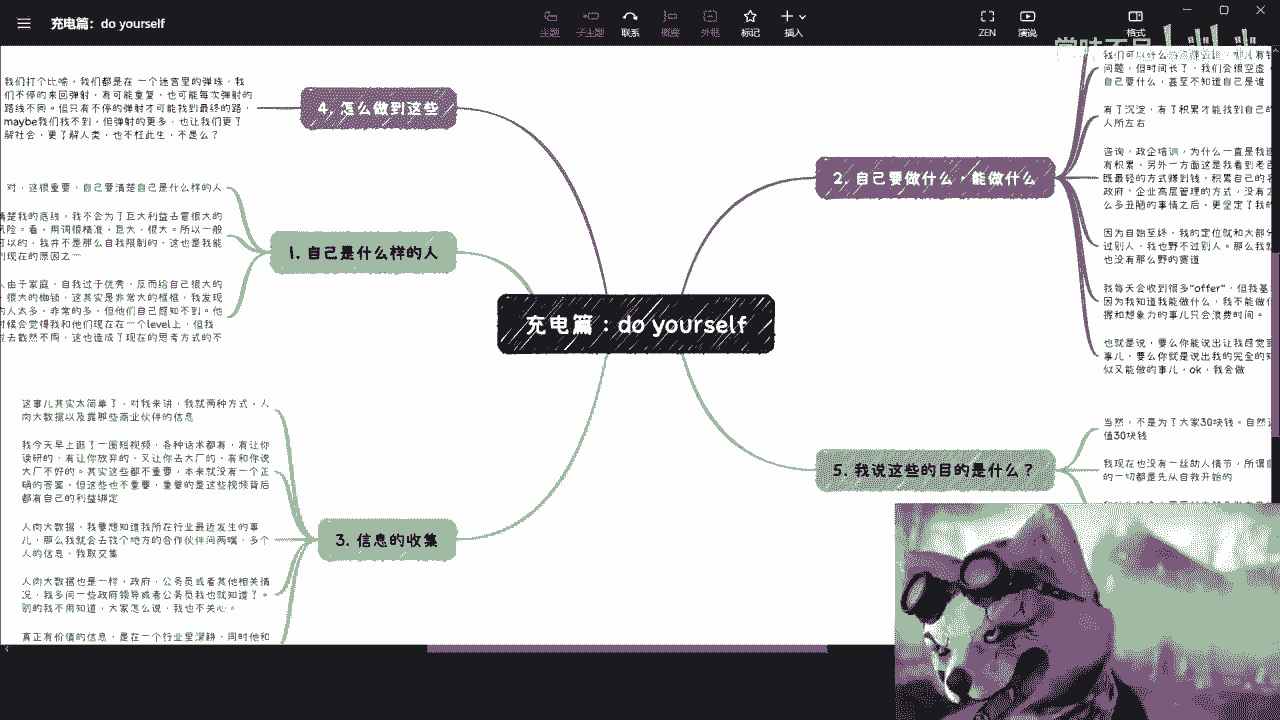 充电篇：do yourself
主题
子主题
联系
概要
外框
标记
插入
ZEN
演说
格式
我们打个比喻，我们都是在一个迷宫里的弹珠，我
们不停的来回弹射，有可能重复，也可能每次弹射的
路线不同。但只有不停的弹射才可能找到最终的路，
maybe我们找不到，但弹射的更多，也让我们更了
解社会，更了解人类，也不枉此生，不是么？
4. 怎么做到这些
对，这很重要，自己要清楚自己是什么样的人
清楚我的底线，我不会为了巨大利益去冒很大的
风险。看，用词很精准，巨大，很大。所以一般
可以的，我并不是那么自我限制的，这也是我能
到现在的原因之一
人由于家庭，自我过于优秀，反而给自己很大的
很大的枷锁，这其实是非常大的框框，我发现
的人太多，非常的多，但他们自己感知不到。他
时候会觉得我和他们现在在一个level上，但我
过去截然不同，这也造成了现在的思考方式的不
1. 自己是什么样的人
这事儿其实太简单了，对我来讲，我就两种方式，人
肉大数据以及靠那些商业伙伴的信息
我今天早上逛了一圈短视频，各种话术都有，有让你
读研的、有让你放弃的、又让你去大厂的，有和你说
大厂不好的。其实这些都不重要，本来就没有一个正
确的答案，但这些也不重要，重要的是这些视频背后
都有自己的利益绑定
人肉大数据，我要想知道我所在行业最近发生的事
儿，那么我就会去找个地方的合作伙伴问两嘴，多个
人的信息，我取交集
人肉大数据也是一样，政府，公务员或者其他相关情
况，我多问一些政府领导或者公务员我也就知道了。
别的我不用知道，大家怎么说，我也不关心。
真正有价值的信息，是在一个行业里深耕，同时他和
3. 信息的收集
充电篇：do yourself
2. 自己要做什么，能做什么
问题，但时间长了，我们会很空虚，
自己要什么，甚至不知道自己是谁
有了沉淀，有了积累才能找到自己的
人所左右
咨询，政企培训，为什么一直是我说
有积累，另外一方面这是我看到老百
既最轻的方式赚到钱，积累自己的名
政府、企业高层管理的方式，没有之
么多丑陋的事情之后，更坚定了我的
因为自始至终，我的定位就和大部分
过别人，我也野不过别人。那么我就
也没有那么野的赛道
我每天会收到很多“offer”，但我基
因为我知道我能做什么，我不能做什
握和想象力的事儿只会浪费时间。
也就是说，要么你能说出让我感觉到
事儿，要么你就是说出我的完全的知
似又能做的事儿，ok，我会做
5. 我说这些的目的是什么？
当然，不是为了大家30块钱。自然这
值30块钱
我现在也没有一丝助人情节，所谓自
的一切都是先从自救开始的